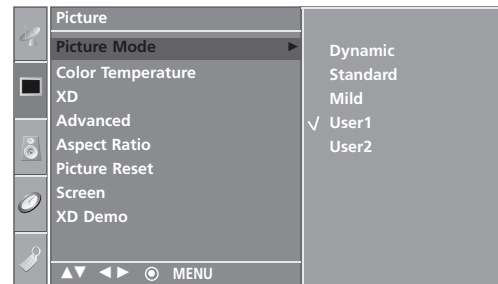 Picture
Picture Mode ►
Color Temperature
XD
Advanced
Aspect Ratio
Picture Reset
Screen
XD Demo
▲▼ ◄► ⦿ MENU
Dynamic
Standard
Mild
√ User1
User2